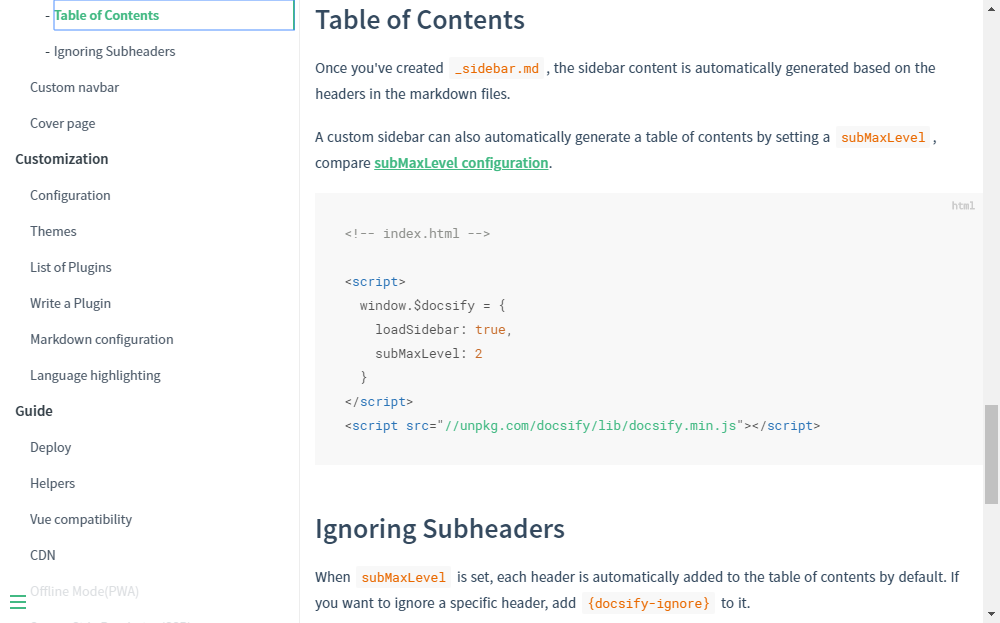 - Table of Contents
- Ignoring Subheaders
Custom navbar
Cover page
Customization
Configuration
Themes
List of Plugins
Write a Plugin
Markdown configuration
Language highlighting
Guide
Deploy
Helpers
Vue compatibility
CDN
Offline Mode(PWA)
Table of Contents
Once you've created _sidebar.md , the sidebar content is automatically generated based on the
headers in the markdown files.
A custom sidebar can also automatically generate a table of contents by setting a subMaxLevel ,
compare subMaxLevel configuration.
html
<!-- index.html -->
<script>
window.$docsify = {
loadSidebar: true,
subMaxLevel: 2
}
</script>
<script src="//unpkg.com/docsify/lib/docsify.min.js"></script>
Ignoring Subheaders
When subMaxLevel is set, each header is automatically added to the table of contents by default. If
you want to ignore a specific header, add {docsify-ignore} to it.